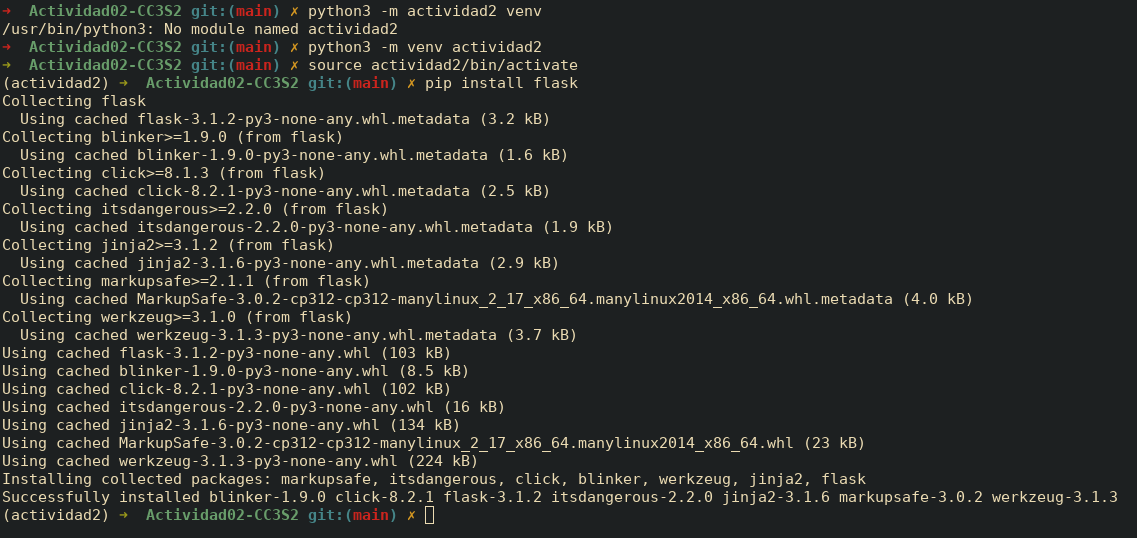 ➜  Actividad02-CC3S2 git:(main) ✗ python3 -m actividad2 venv
/usr/bin/python3: No module named actividad2
➜  Actividad02-CC3S2 git:(main) ✗ python3 -m venv actividad2
➜  Actividad02-CC3S2 git:(main) ✗ source actividad2/bin/activate
(actividad2) ➜  Actividad02-CC3S2 git:(main) ✗ pip install flask
Collecting flask
  Using cached flask-3.1.2-py3-none-any.whl.metadata (3.2 kB)
Collecting blinker>=1.9.0 (from flask)
  Using cached blinker-1.9.0-py3-none-any.whl.metadata (1.6 kB)
Collecting click>=8.1.3 (from flask)
  Using cached click-8.2.1-py3-none-any.whl.metadata (2.5 kB)
Collecting itsdangerous>=2.2.0 (from flask)
  Using cached itsdangerous-2.2.0-py3-none-any.whl.metadata (1.9 kB)
Collecting jinja2>=3.1.2 (from flask)
  Using cached jinja2-3.1.6-py3-none-any.whl.metadata (2.9 kB)
Collecting markupsafe>=2.1.1 (from flask)
  Using cached MarkupSafe-3.0.2-cp312-cp312-manylinux_2_17_x86_64.manylinux2014_x86_64.whl.metadata (4.0 kB)
Collecting werkzeug>=3.1.0 (from flask)
  Using cached werkzeug-3.1.3-py3-none-any.whl.metadata (3.7 kB)
Using cached flask-3.1.2-py3-none-any.whl (103 kB)
Using cached blinker-1.9.0-py3-none-any.whl (8.5 kB)
Using cached click-8.2.1-py3-none-any.whl (102 kB)
Using cached itsdangerous-2.2.0-py3-none-any.whl (16 kB)
Using cached jinja2-3.1.6-py3-none-any.whl (134 kB)
Using cached MarkupSafe-3.0.2-cp312-cp312-manylinux_2_17_x86_64.manylinux2014_x86_64.whl (23 kB)
Using cached werkzeug-3.1.3-py3-none-any.whl (224 kB)
Installing collected packages: markupsafe, itsdangerous, click, blinker, werkzeug, jinja2, flask
Successfully installed blinker-1.9.0 click-8.2.1 flask-3.1.2 itsdangerous-2.2.0 jinja2-3.1.6 markupsafe-3.0.2 werkzeug-3.1.3
(actividad2) ➜  Actividad02-CC3S2 git:(main) ✗